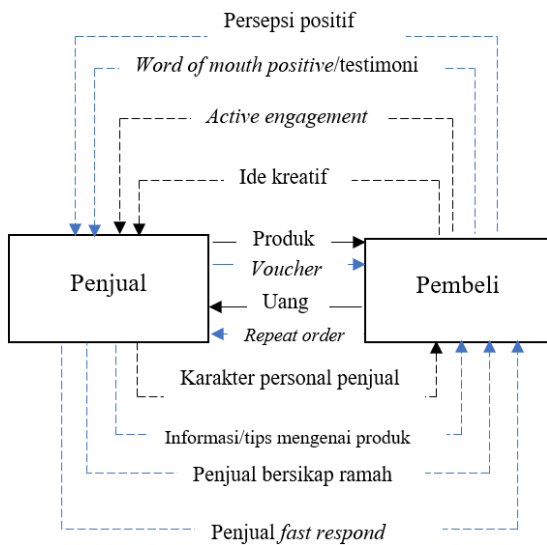 Persepsi positif
Word of mouth positive/testimoni
Active engagement
Ide kreatif
Penjual
Produk
Voucher
Uang
Repeat order
Pembeli
Karakter personal penjual
Informasi/tips mengenai produk
Penjual bersikap ramah
Penjual fast respond